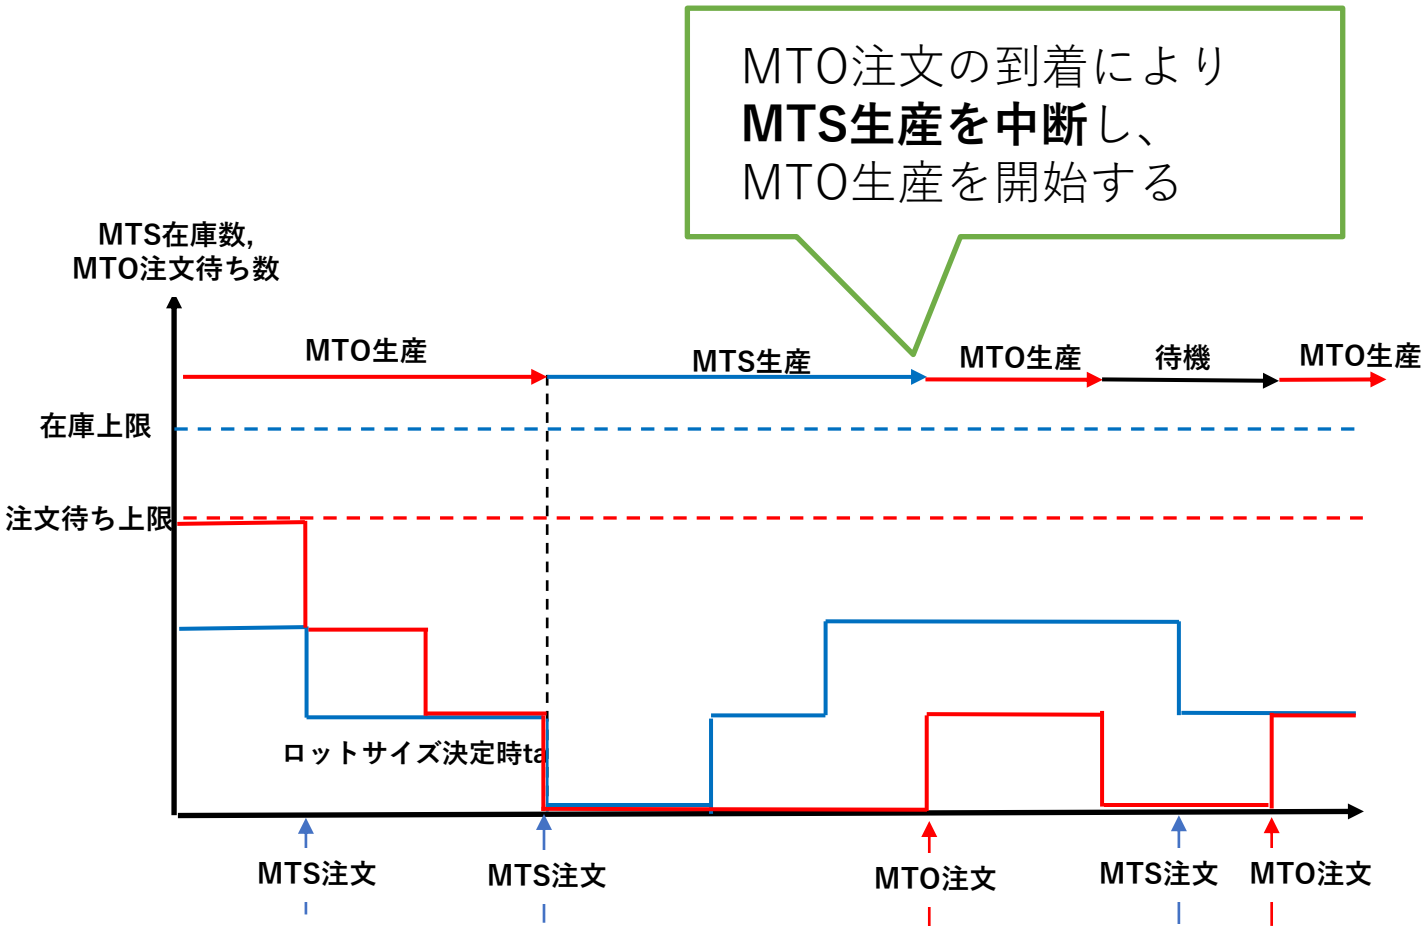 MTO注文の到着により
MTS生産を中断し、
MTO生産を開始する
MTS在庫数,
MTO注文待ち数
MTO生産
MTS生産
MTO生産
待機
MTO生産
在庫上限
注文待ち上限
ロットサイズ決定時ta
MTS注文
MTS注文
MTO注文
MTS注文
MTO注文